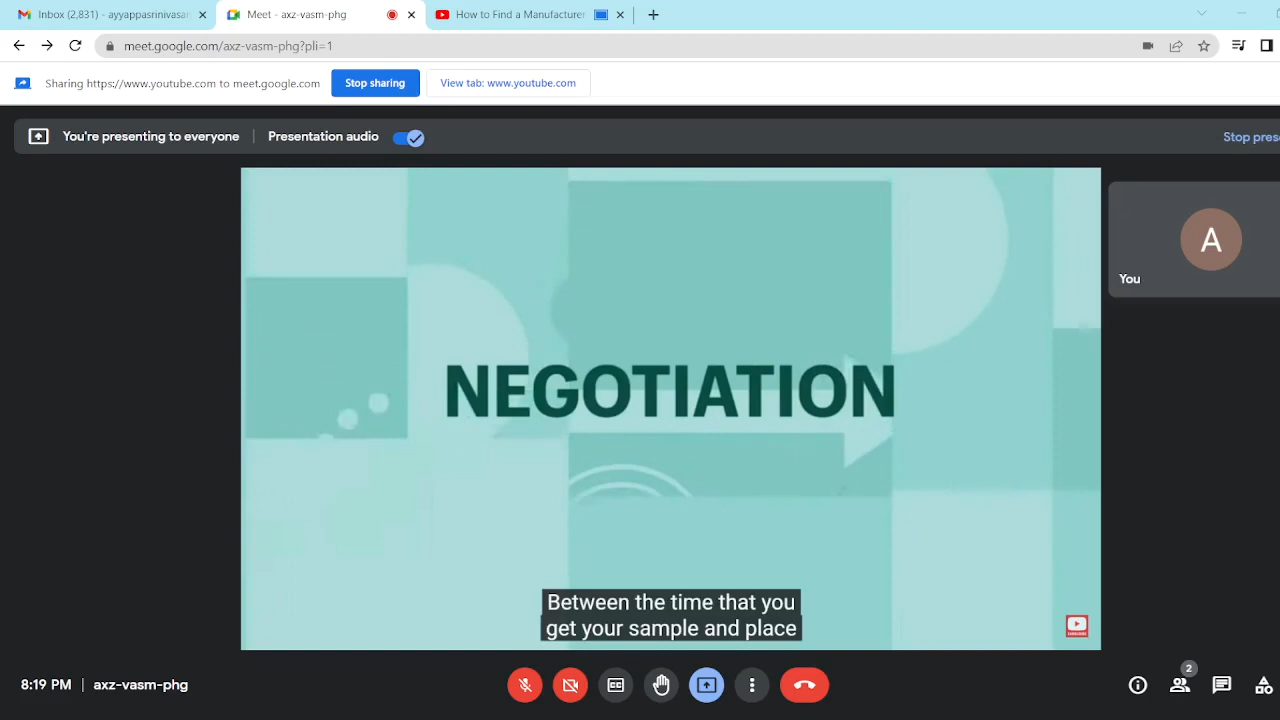 Inbox (2,831) - ayyappasrinivasar
Meet - axz-vasm-phg
How to Find a Manufacturer
meet.google.com/axz-vasm-phg?pli=1
Sharing https://www.youtube.com to meet.google.com
Stop sharing
View tab: www.youtube.com
You're presenting to everyone
Presentation audio
Stop pres
A
You
NEGOTIATION
Between the time that you
get your sample and place
SUBSCRIBE
8:19 PM
axz-vasm-phg
2